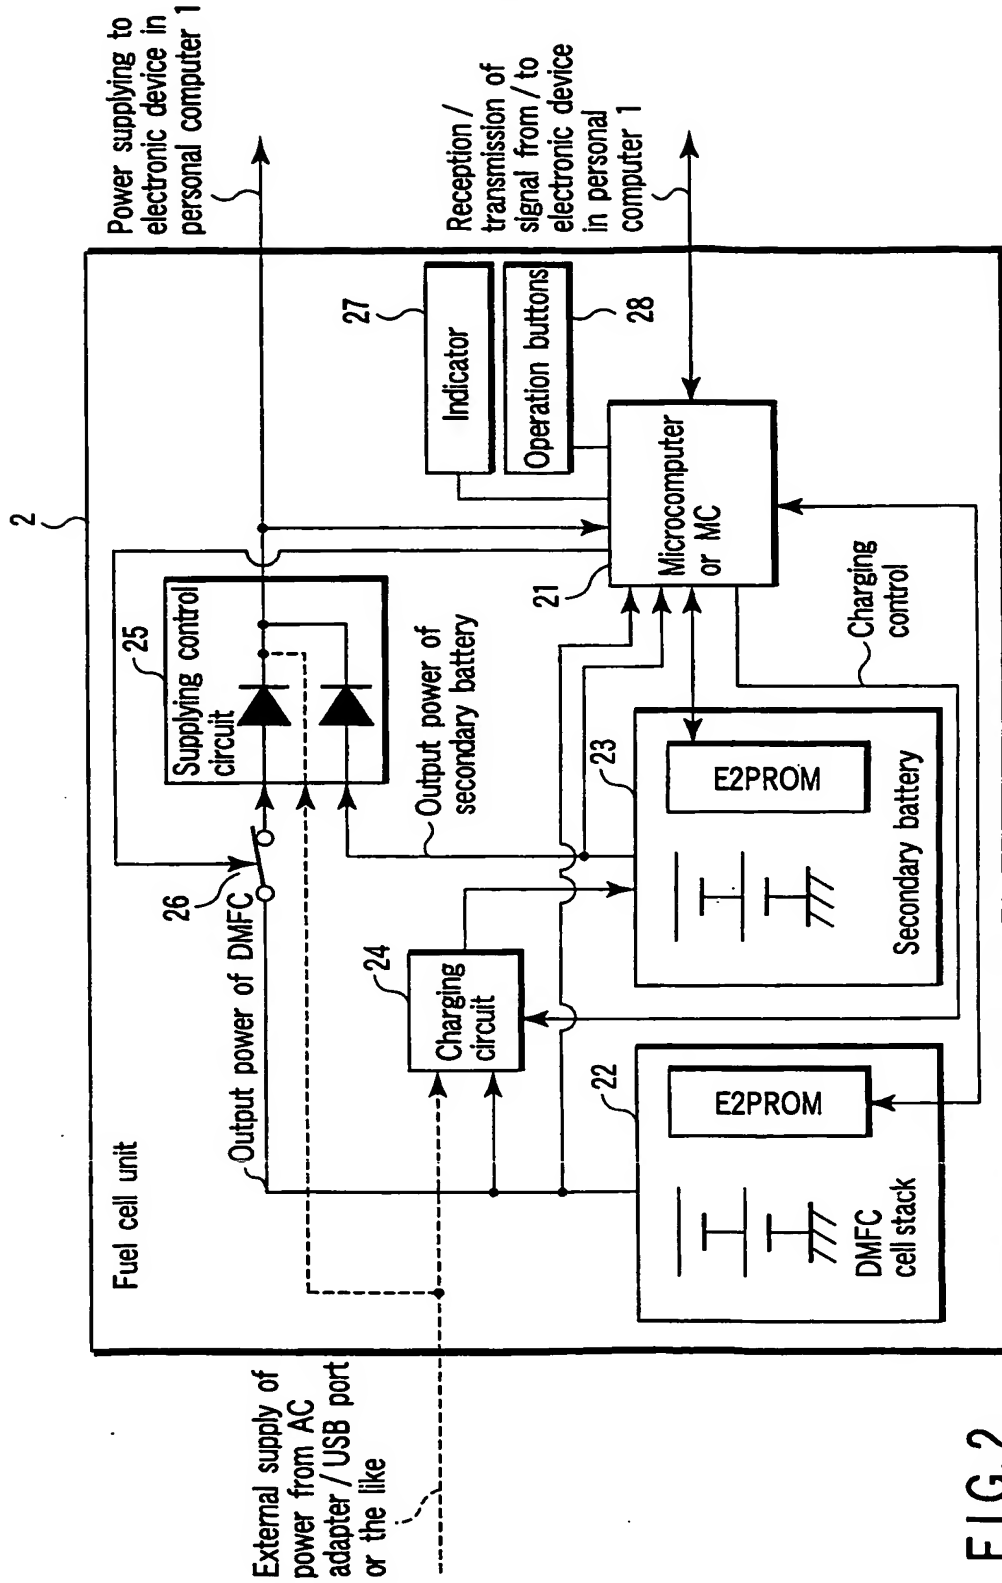 2
Fuel cell unit
Power supplying to
electronic device in
personal computer 1
Reception /
transmission of
signal from / to
electronic device
in personal
computer 1
External supply of
power from AC
adapter / USB port
or the like
25
Supplying control
circuit
26
Output power of DMFC
Output power of
secondary battery
27
Indicator
Operation buttons
28
24
Charging
circuit
21
Microcomputer
or MC
Charging
control
22
E2PROM
DMFC
cell stack
23
E2PROM
Secondary battery
FIG. 2